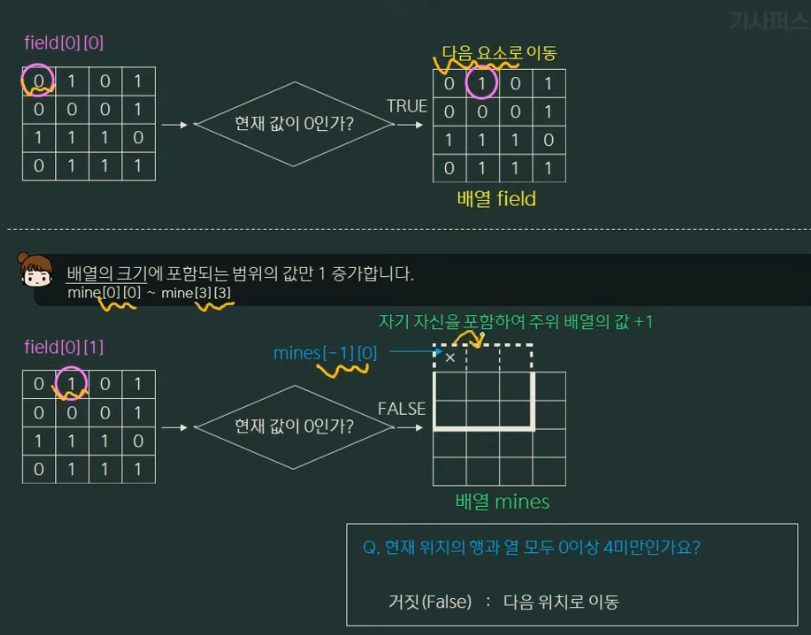 기사퍼스
field[0][0]
다음 요소로 이동
0 1 0 1
0 0 0 1
1 1 1 0
0 1 1 1
현재 값이 0인가?
TRUE
0 1 0 1
0 0 0 1
1 1 1 0
0 1 1 1
배열 field
배열의 크기에 포함되는 범위의 값만 1 증가합니다.
mine[0][0] ~ mine[3][3]
자기 자신을 포함하여 주위 배열의 값 +1
field[0][1]
mines[-1][0]
×
0 1 0 1
0 0 0 1
1 1 1 0
0 1 1 1
현재 값이 0인가?
FALSE
배열 mines
Q. 현재 위치의 행과 열 모두 0이상 4미만인가요?
거짓(False) : 다음 위치로 이동